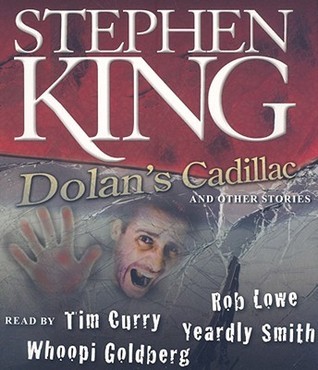 STEPHEN
KING
Dolan's Cadillac
AND OTHER STORIES
Rob Lowe
READ BY Tim Curry
Yeardly Smith
Whoopi Goldberg